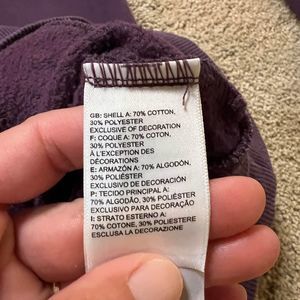 GB: SHELL A: 70% COTTON,
30% POLYESTER
EXCLUSIVE OF DECORATION
F: COQUE A: 70% COTON,
30% POLYESTER
À L'EXCEPTION DES
DÉCORATIONS
E: ARMAZÓN A: 70% ALGODÓN,
30% POLIÉSTER
EXCLUSIVO DE DECORACIÓN
P: TECIDO PRINCIPAL A:
70% ALGODÃO, 30% POLIÉSTER
EXCLUSIVO PARA DECORAÇÃO
I: STRATO ESTERNO A:
70% COTONE, 30% POLIESTERE
ESCLUSA LA DECORAZIONE